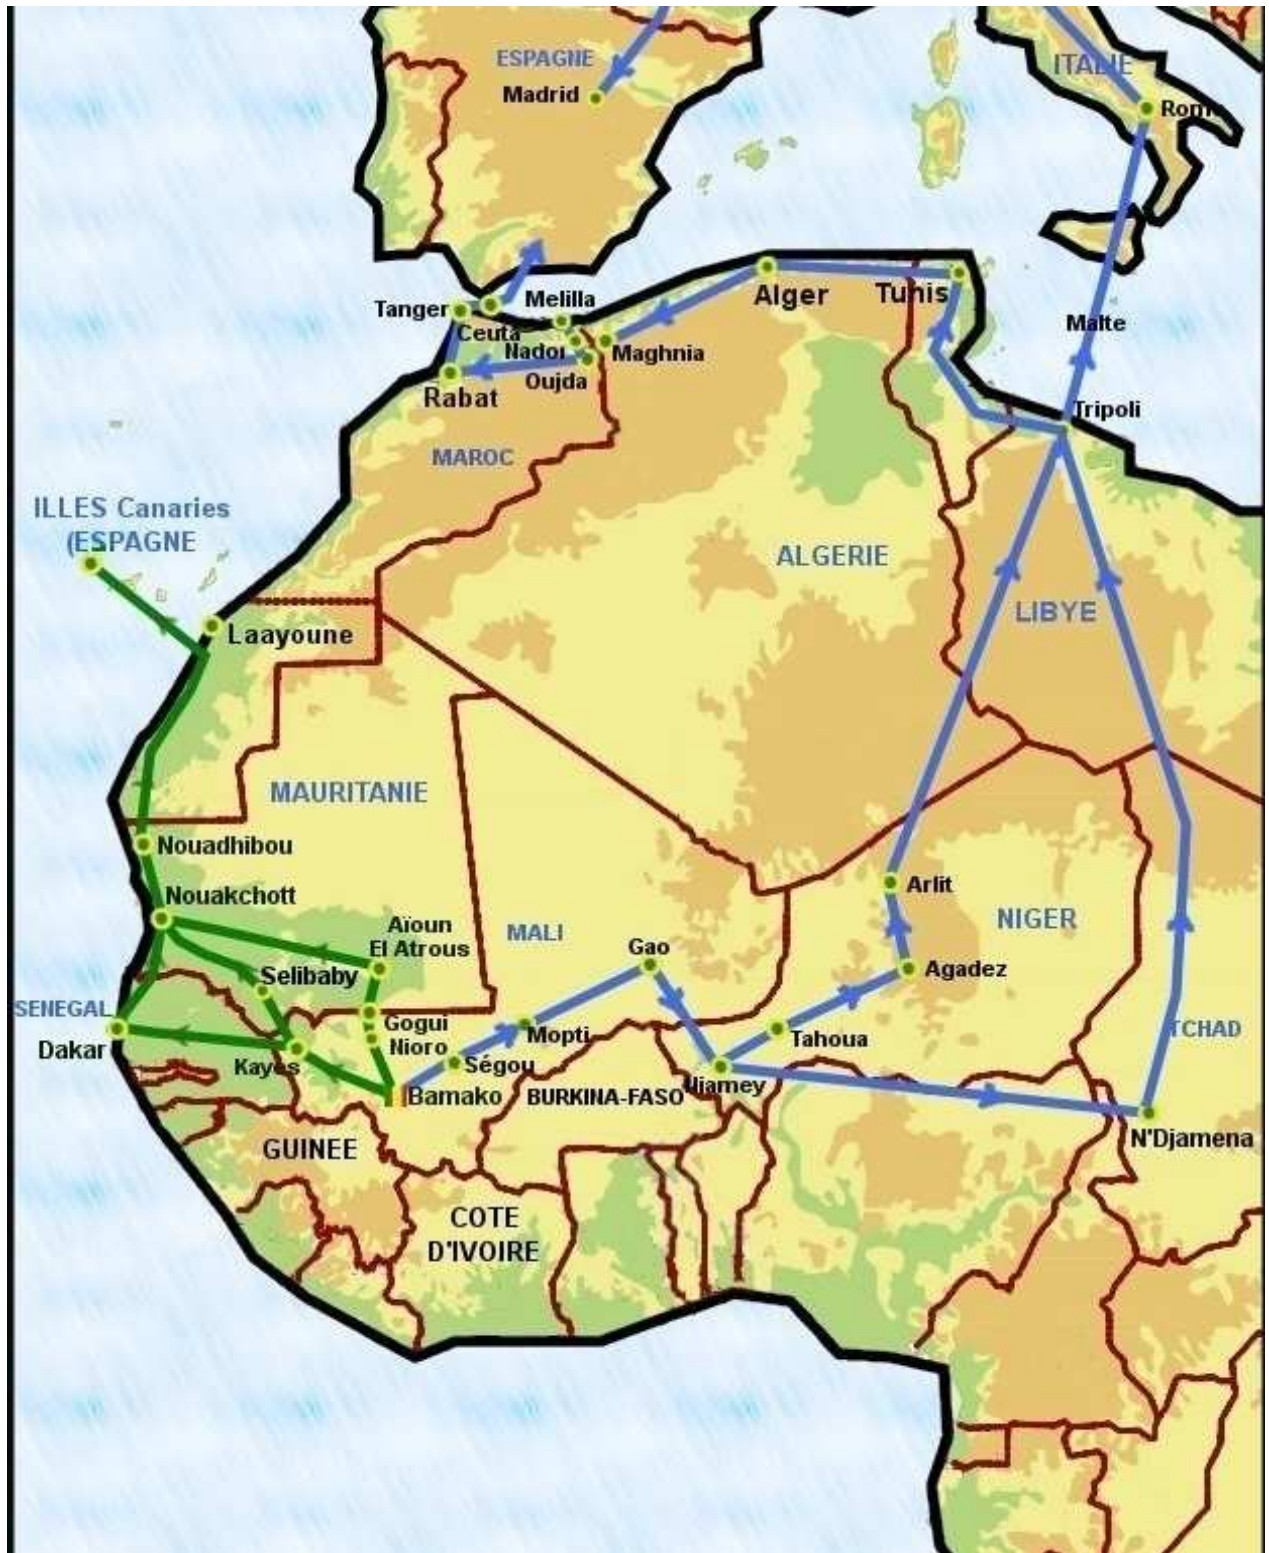 ESPAGNE
ITALIE
Madrid
Rom
Tanger
Melilla
Alger
Tunis
Ceuta
Malte
Nador
Maghnia
Oujda
Rabat
Tripoli
MAROC
ILLES Canaries
(ESPAGNE
ALGERIE
LIBYE
Laayoune
MAURITANIE
Nouadhibou
Arlit
Nouakchott
NIGER
Aïoun
El Atrous
MALI
Gao
Selibaby
Agadez
SENEGAL
Gogui
Mopti
Tahoua
TCHAD
Dakar
Nioro
Kayes
Ségou
Niamey
Bamako
BURKINA-FASO
N'Djamena
GUINEE
COTE
D'IVOIRE